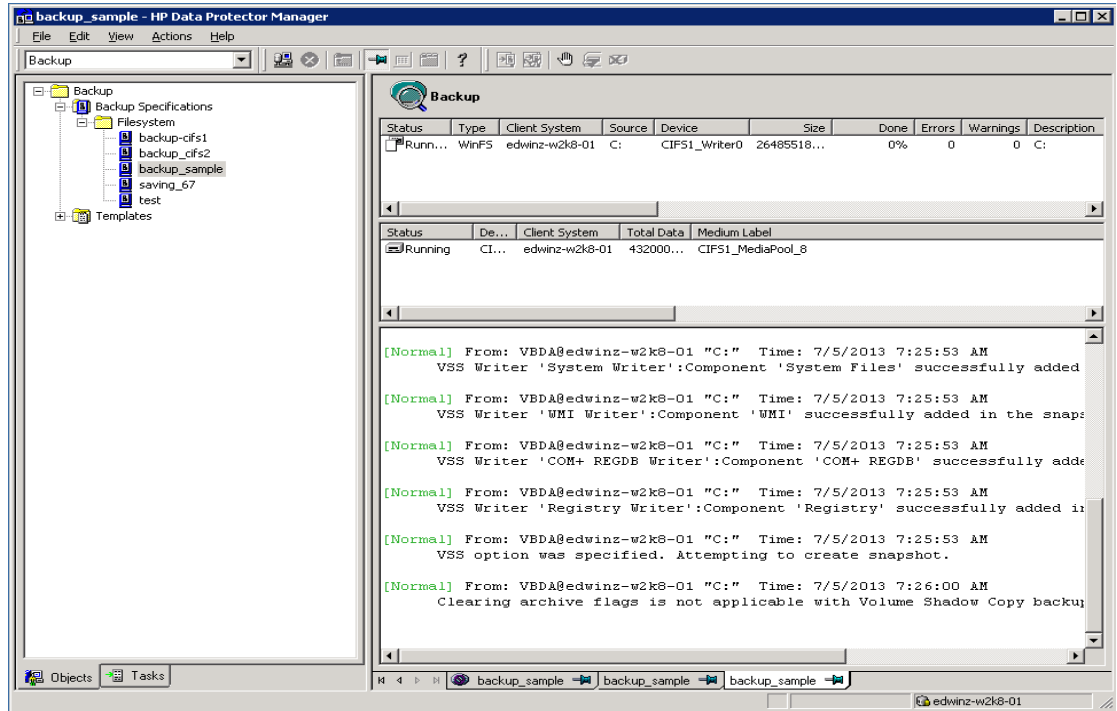 backup_sample - HP Data Protector Manager
File Edit View Actions Help
Backup
?
Backup
Backup Specifications
Filesystem
backup-cifs1
backup_cifs2
backup_sample
saving_67
test
Templates
Objects Tasks
Backup
Status Type Client System Source Device Size Done Errors Warnings Description
Runn... WinFS edwinz-w2k8-01 C: CIFS1_Writer0 26485518... 0% 0 0 C:
Status De... Client System Total Data Medium Label
Running CI... edwinz-w2k8-01 432000... CIFS1_MediaPool_8
[Normal] From: VBDA@edwinz-w2k8-01 "C:" Time: 7/5/2013 7:25:53 AM
VSS Writer 'System Writer':Component 'System Files' successfully added
[Normal] From: VBDA@edwinz-w2k8-01 "C:" Time: 7/5/2013 7:25:53 AM
VSS Writer 'WMI Writer':Component 'WMI' successfully added in the snaps
[Normal] From: VBDA@edwinz-w2k8-01 "C:" Time: 7/5/2013 7:25:53 AM
VSS Writer 'COM+ REGDB Writer':Component 'COM+ REGDB' successfully adde
[Normal] From: VBDA@edwinz-w2k8-01 "C:" Time: 7/5/2013 7:25:53 AM
VSS Writer 'Registry Writer':Component 'Registry' successfully added in
[Normal] From: VBDA@edwinz-w2k8-01 "C:" Time: 7/5/2013 7:25:53 AM
VSS option was specified. Attempting to create snapshot.
[Normal] From: VBDA@edwinz-w2k8-01 "C:" Time: 7/5/2013 7:26:00 AM
Clearing archive flags is not applicable with Volume Shadow Copy backup
backup_sample backup_sample backup_sample
edwinz-w2k8-01